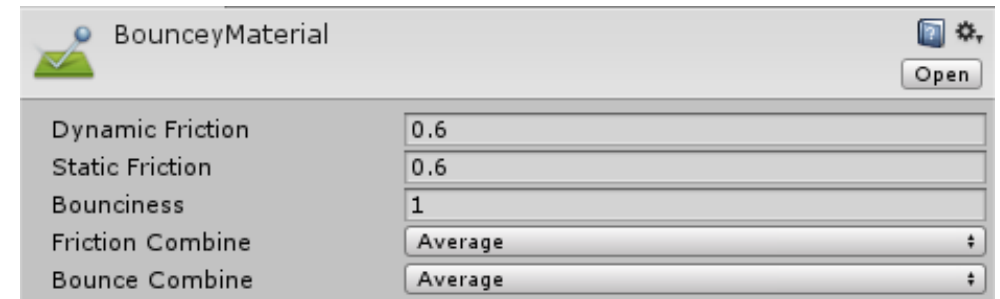 BounceyMaterial
Open
Dynamic Friction 0.6
Static Friction 0.6
Bounciness 1
Friction Combine Average
Bounce Combine Average